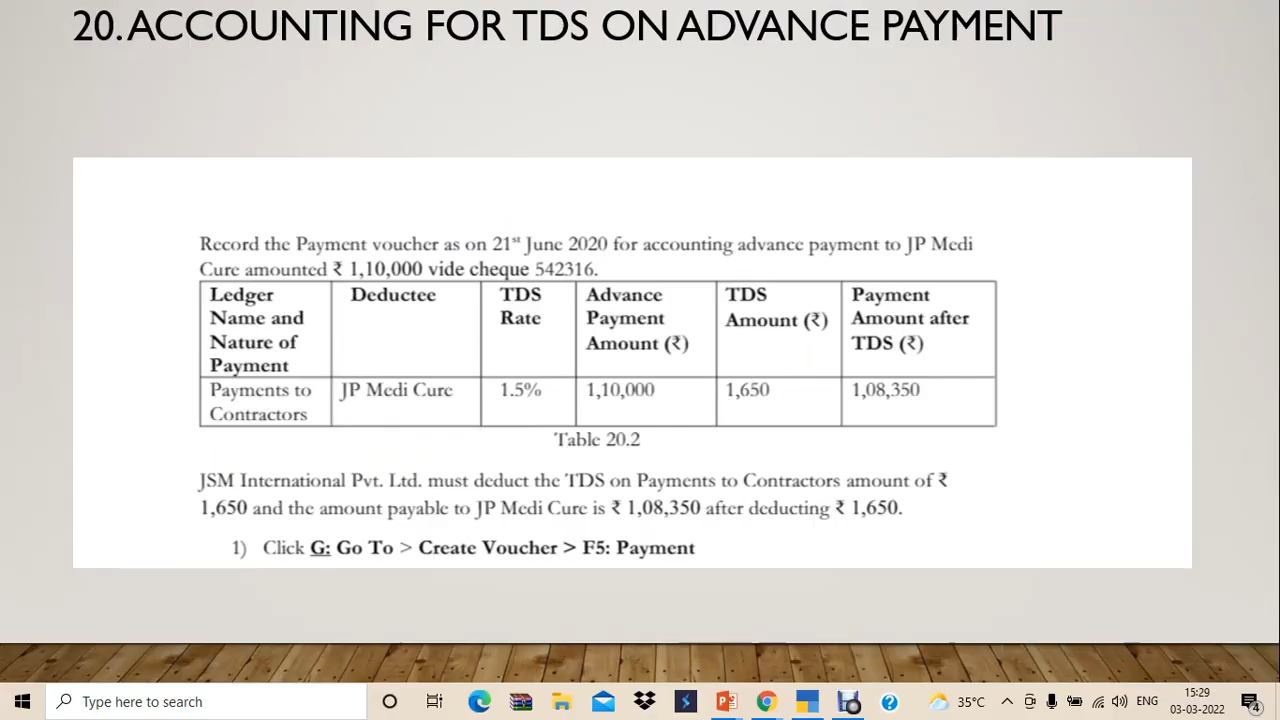 20. ACCOUNTING FOR TDS ON ADVANCE PAYMENT
Record the Payment voucher as on 21st June 2020 for accounting advance payment to JP Medi
Cure amounted ₹ 1,10,000 vide cheque 542316.
Ledger Name and Nature of Payment
Deductee
TDS Rate
Advance Payment Amount (₹)
TDS Amount (₹)
Payment Amount after TDS (₹)
Payments to Contractors
JP Medi Cure
1.5%
1,10,000
1,650
1,08,350
Table 20.2
JSM International Pvt. Ltd. must deduct the TDS on Payments to Contractors amount of ₹
1,650 and the amount payable to JP Medi Cure is ₹ 1,08,350 after deducting ₹ 1,650.
1) Click G: Go To > Create Voucher > F5: Payment
Type here to search
35°C
ENG
15:29
03-03-2022
4